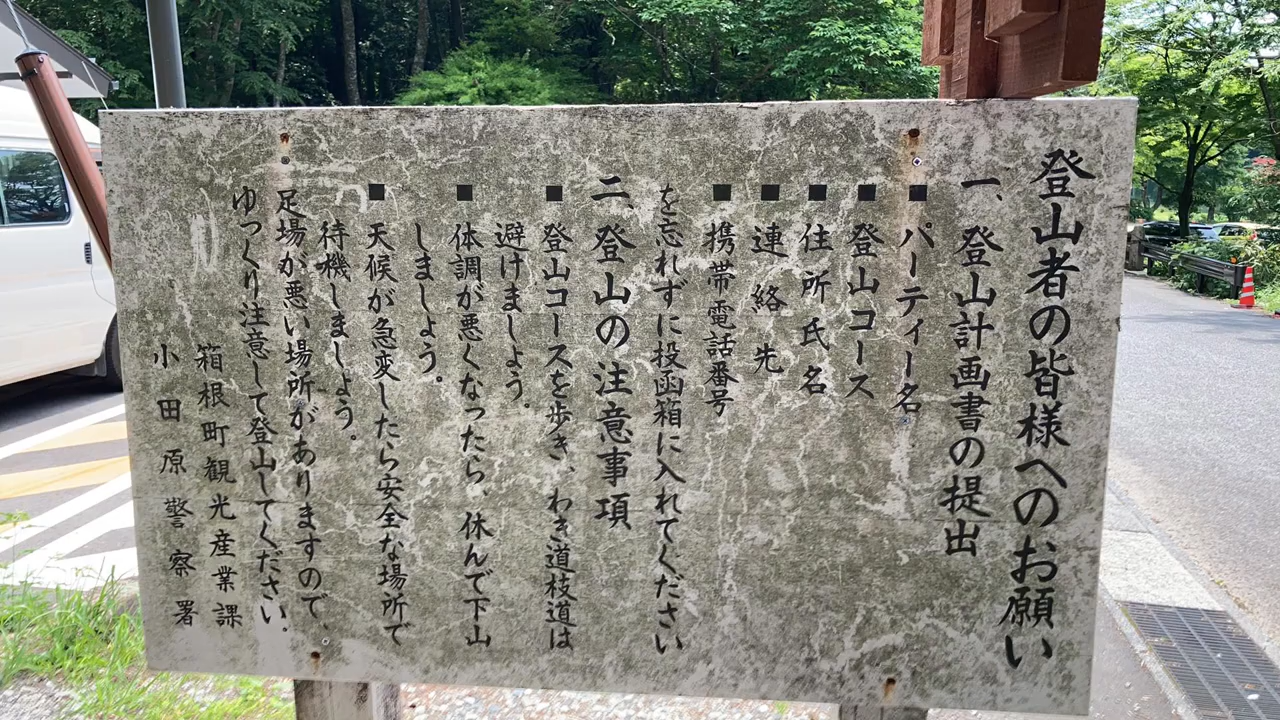 登山者の皆様へのお願い
一、登山計画書の提出
■パーティー名
■登山コース
■住所氏名
■連絡先
■携帯電話番号
を忘れずに投函箱に入れてください
二、登山の注意事項
■登山コースを歩き、わき道枝道は
避けましょう。
■体調が悪くなったら、休んで下山
しましょう。
■天候が急変したら安全な場所で
待機しましょう。
足場が悪い場所がありますので、
ゆっくり注意して登山してください。
箱根町観光産業課
小田原警察署